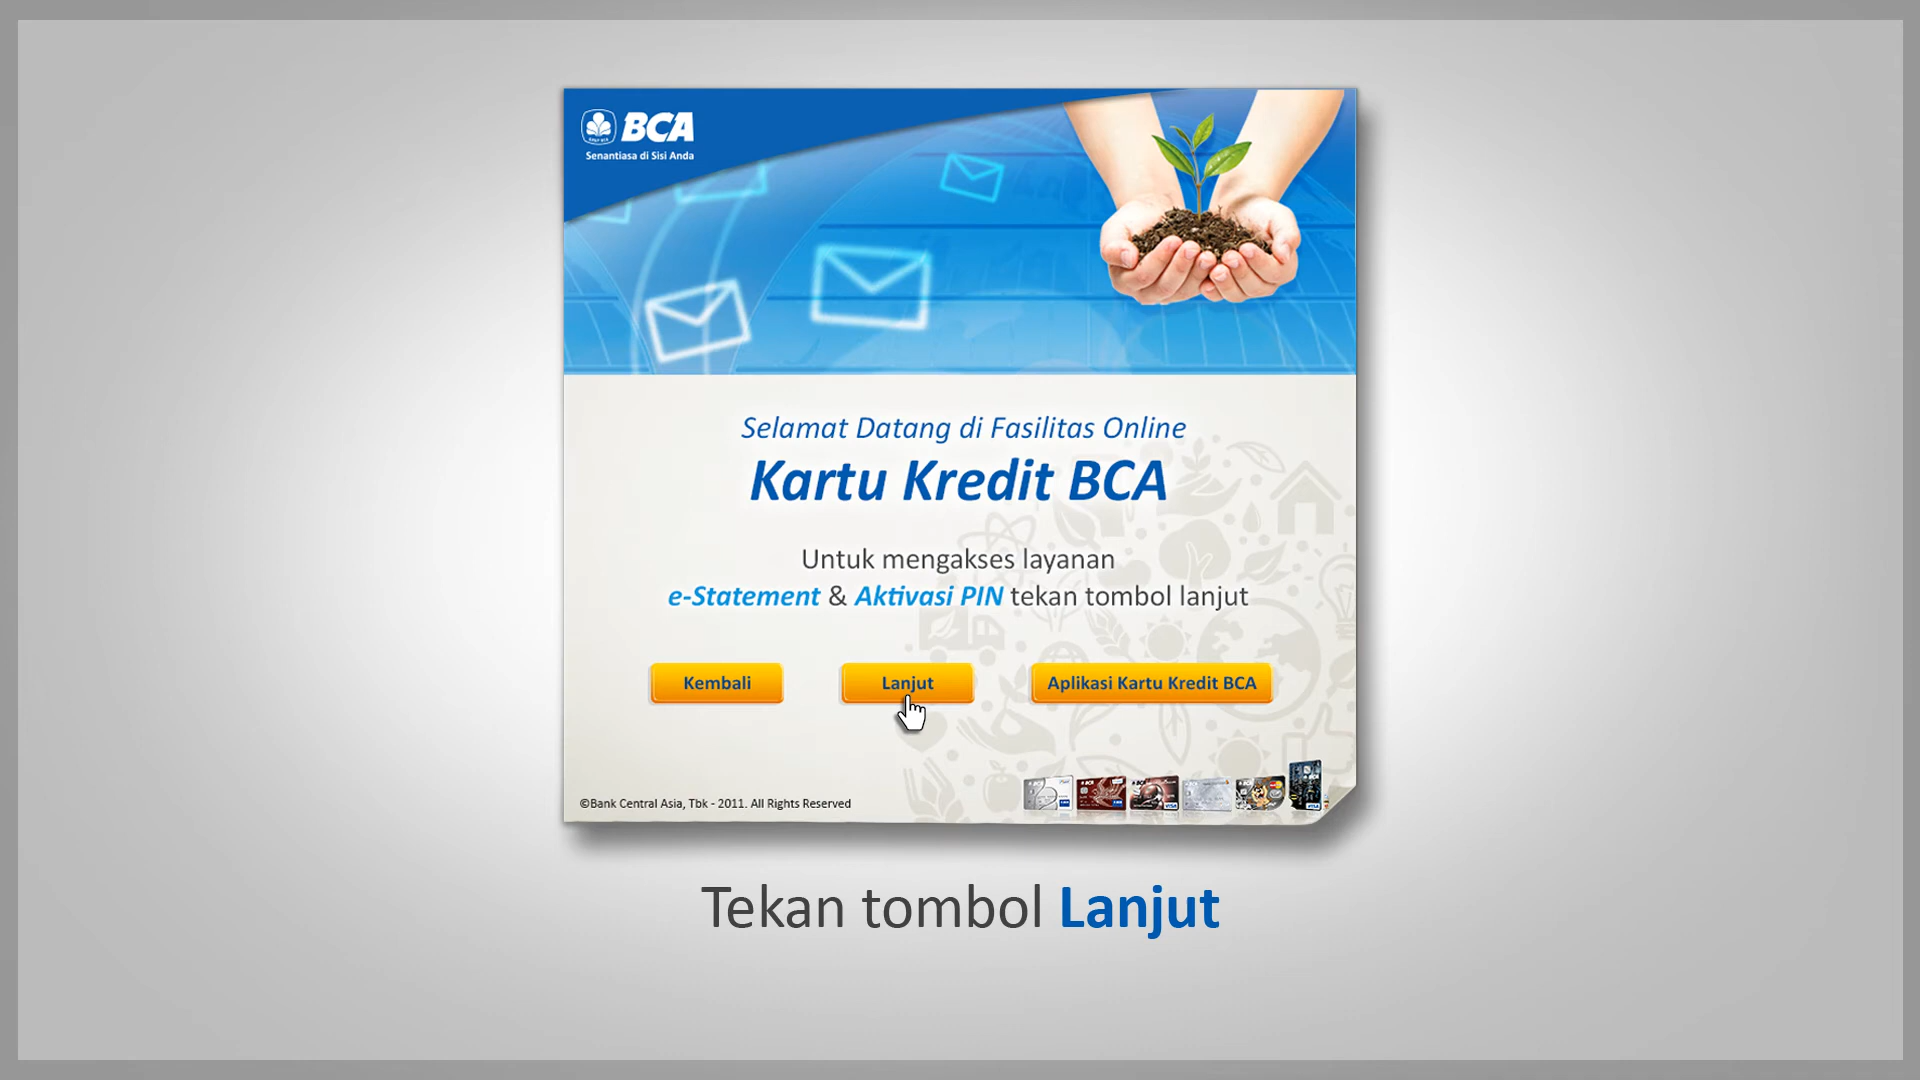 BCA
Senantiasa di Sisi Anda
Selamat Datang di Fasilitas Online
Kartu Kredit BCA
Untuk mengakses layanan
e-Statement & Aktivasi PIN tekan tombol lanjut
Kembali
Lanjut
Aplikasi Kartu Kredit BCA
©Bank Central Asia, Tbk - 2011. All Rights Reserved
Tekan tombol Lanjut